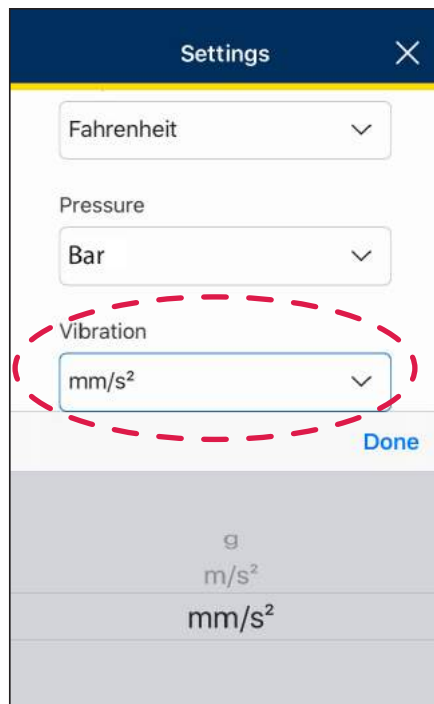 Settings
Fahrenheit
Pressure
Bar
Vibration
mm/s²
Done
g
m/s²
mm/s²